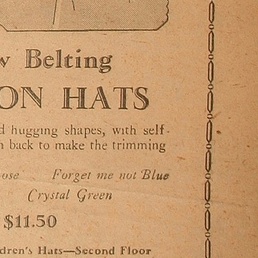 w Belting
ON HATS
d hugging shapes, with self-
n back to make the trimming
ose Forget me not Blue
Crystal Green
$11.50
dren's Hats—Second Floor